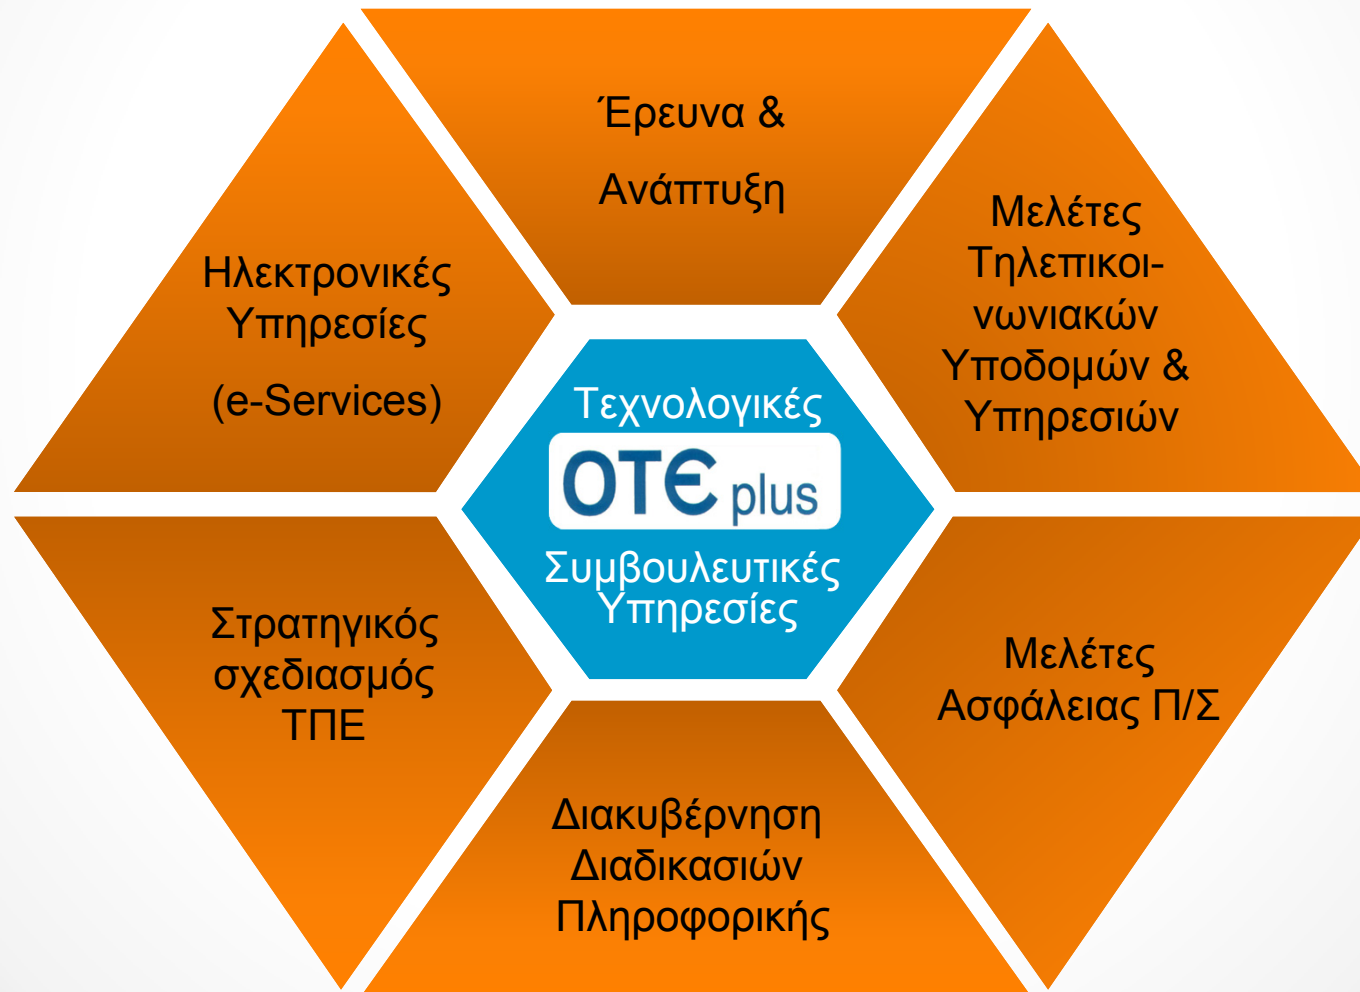 Έρευνα &
Ανάπτυξη
Μελέτες
Τηλεπικοι-
νωνιακών
Υποδομών &
Υπηρεσιών
Ηλεκτρονικές
Υπηρεσίες
(e-Services)
Τεχνολογικές
ΟΤЄ plus
Συμβουλευτικές
Υπηρεσίες
Στρατηγικός
σχεδιασμός
ΤΠΕ
Μελέτες
Ασφάλειας Π/Σ
Διακυβέρνηση
Διαδικασιών
Πληροφορικής